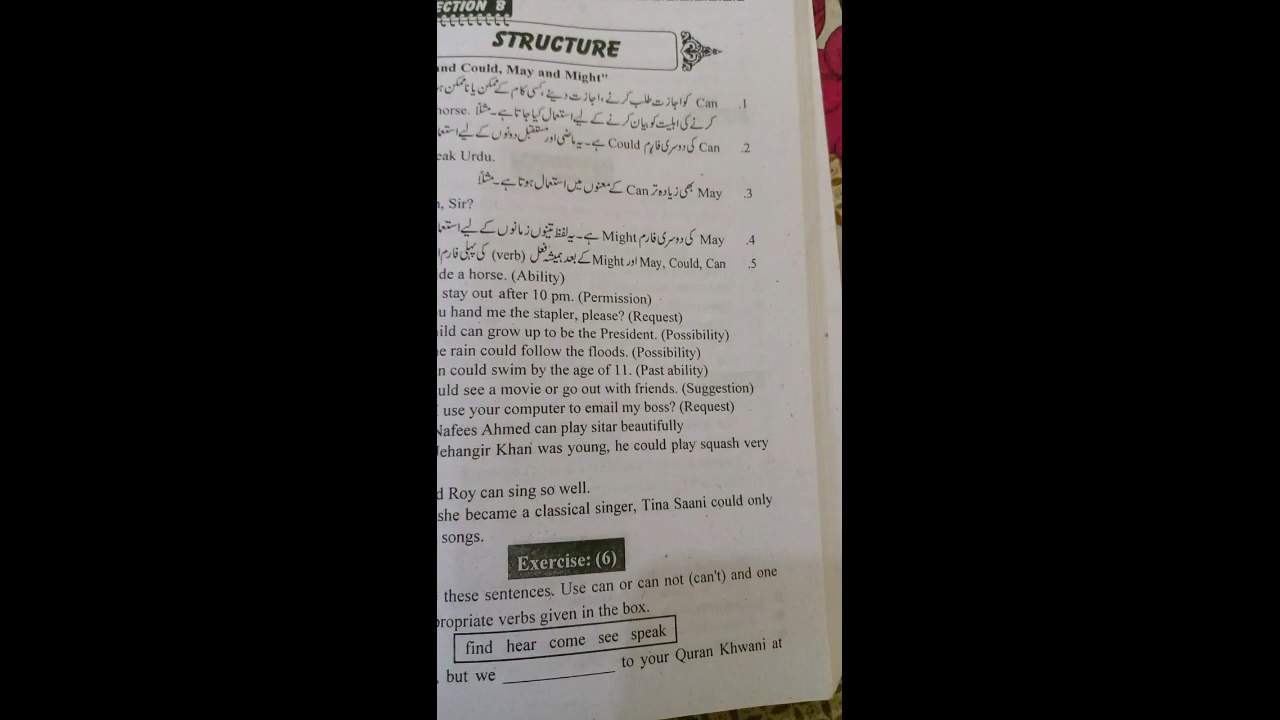 ECTION B
STRUCTURE
and Could, May and Might"
1. Can کو اجازت طلب کرنے، اجازت دینے، کسی کام کے ممکن یا ناممکن
کرنے کی اہلیت کو بیان کرنے کے لیے استعمال کیا جاتا ہے۔ مثلاً horse.
2. Can کی دوسری فارم Could ہے۔ یہ ماضی اور مستقبل دونوں کے لیے
eak Urdu.
3. May بھی زیادہ تر Can کے معنوں میں استعمال ہوتا ہے۔ مثلاً
, Sir?
4. May کی دوسری فارم Might ہے۔ یہ لفظ تینوں زمانوں کے لیے
5. May, Could, Can اور Might کے بعد ہمیشہ فعل (verb) کی پہلی فارم
de a horse. (Ability)
stay out after 10 pm. (Permission)
u hand me the stapler, please? (Request)
ild can grow up to be the President. (Possibility)
e rain could follow the floods. (Possibility)
n could swim by the age of 11. (Past ability)
uld see a movie or go out with friends. (Suggestion)
use your computer to email my boss? (Request)
Nafees Ahmed can play sitar beautifully
Jehangir Khan was young, he could play squash very
d Roy can sing so well.
she became a classical singer, Tina Saani could only
songs.
Exercise: (6)
these sentences. Use can or can not (can't) and one
propriate verbs given in the box.
find hear come see speak
, but we ____________ to your Quran Khwani at